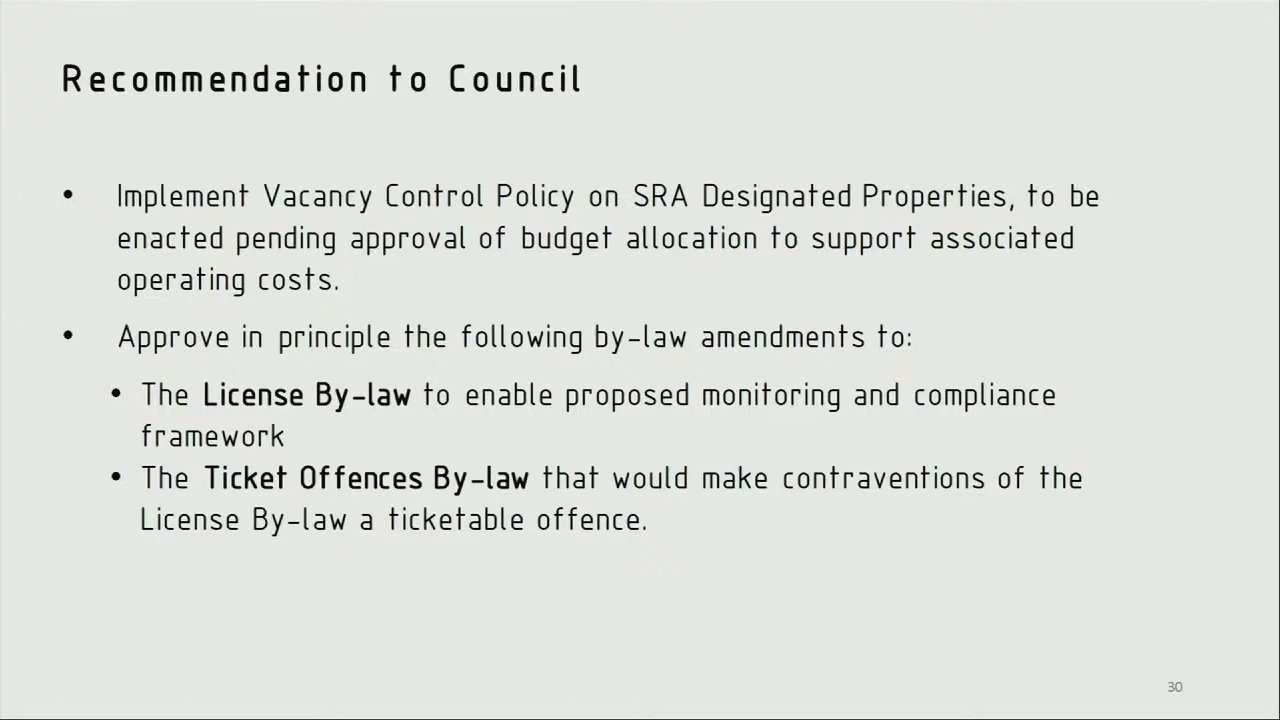 Recommendation to Council
• Implement Vacancy Control Policy on SRA Designated Properties, to be
enacted pending approval of budget allocation to support associated
operating costs.
• Approve in principle the following by-law amendments to:
• The License By-law to enable proposed monitoring and compliance
framework
• The Ticket Offences By-law that would make contraventions of the
License By-law a ticketable offence.
30